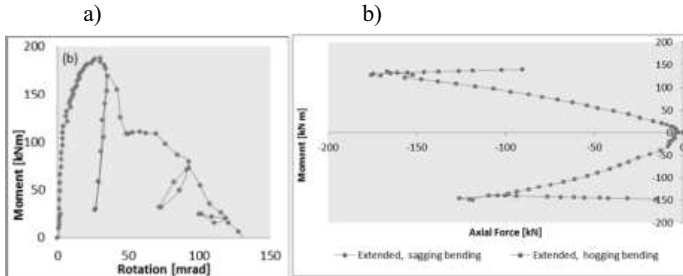 a) b)
(b)
200
150
100
50
0
Moment [kNm]
0 50 100 150
Rotation [mrad]
200
150
100
50
0
-50
-100
-150
-200
Moment [kN m]
-200 -150 -100 -50 0
Axial Force [kN]
Extended, sagging bending Extended, hogging bending